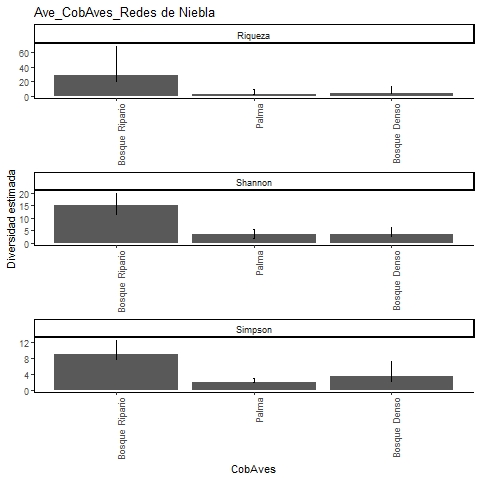 Ave_CobAves_Redes de Niebla
Riqueza
60
40
20
0
Bosque Ripario
Palma
Bosque Denso
Diversidad estimada
Shannon
20
15
10
5
0
Bosque Ripario
Palma
Bosque Denso
Simpson
12
8
4
0
Bosque Ripario
Palma
Bosque Denso
CobAves